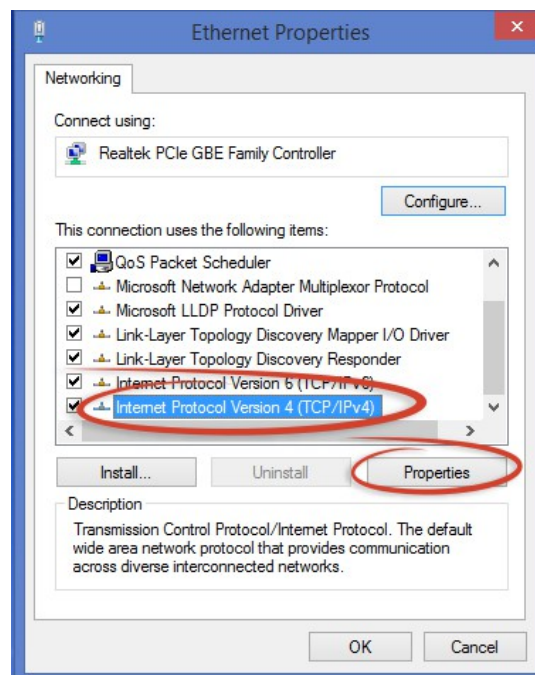 Ethernet Properties
Networking
Connect using:
Realtek PCIe GBE Family Controller
Configure...
This connection uses the following items:
QoS Packet Scheduler
Microsoft Network Adapter Multiplexor Protocol
Microsoft LLDP Protocol Driver
Link-Layer Topology Discovery Mapper I/O Driver
Link-Layer Topology Discovery Responder
Internet Protocol Version 6 (TCP/IPv6)
Internet Protocol Version 4 (TCP/IPv4)
Install...
Uninstall
Properties
Description
Transmission Control Protocol/Internet Protocol. The default
wide area network protocol that provides communication
across diverse interconnected networks.
OK
Cancel